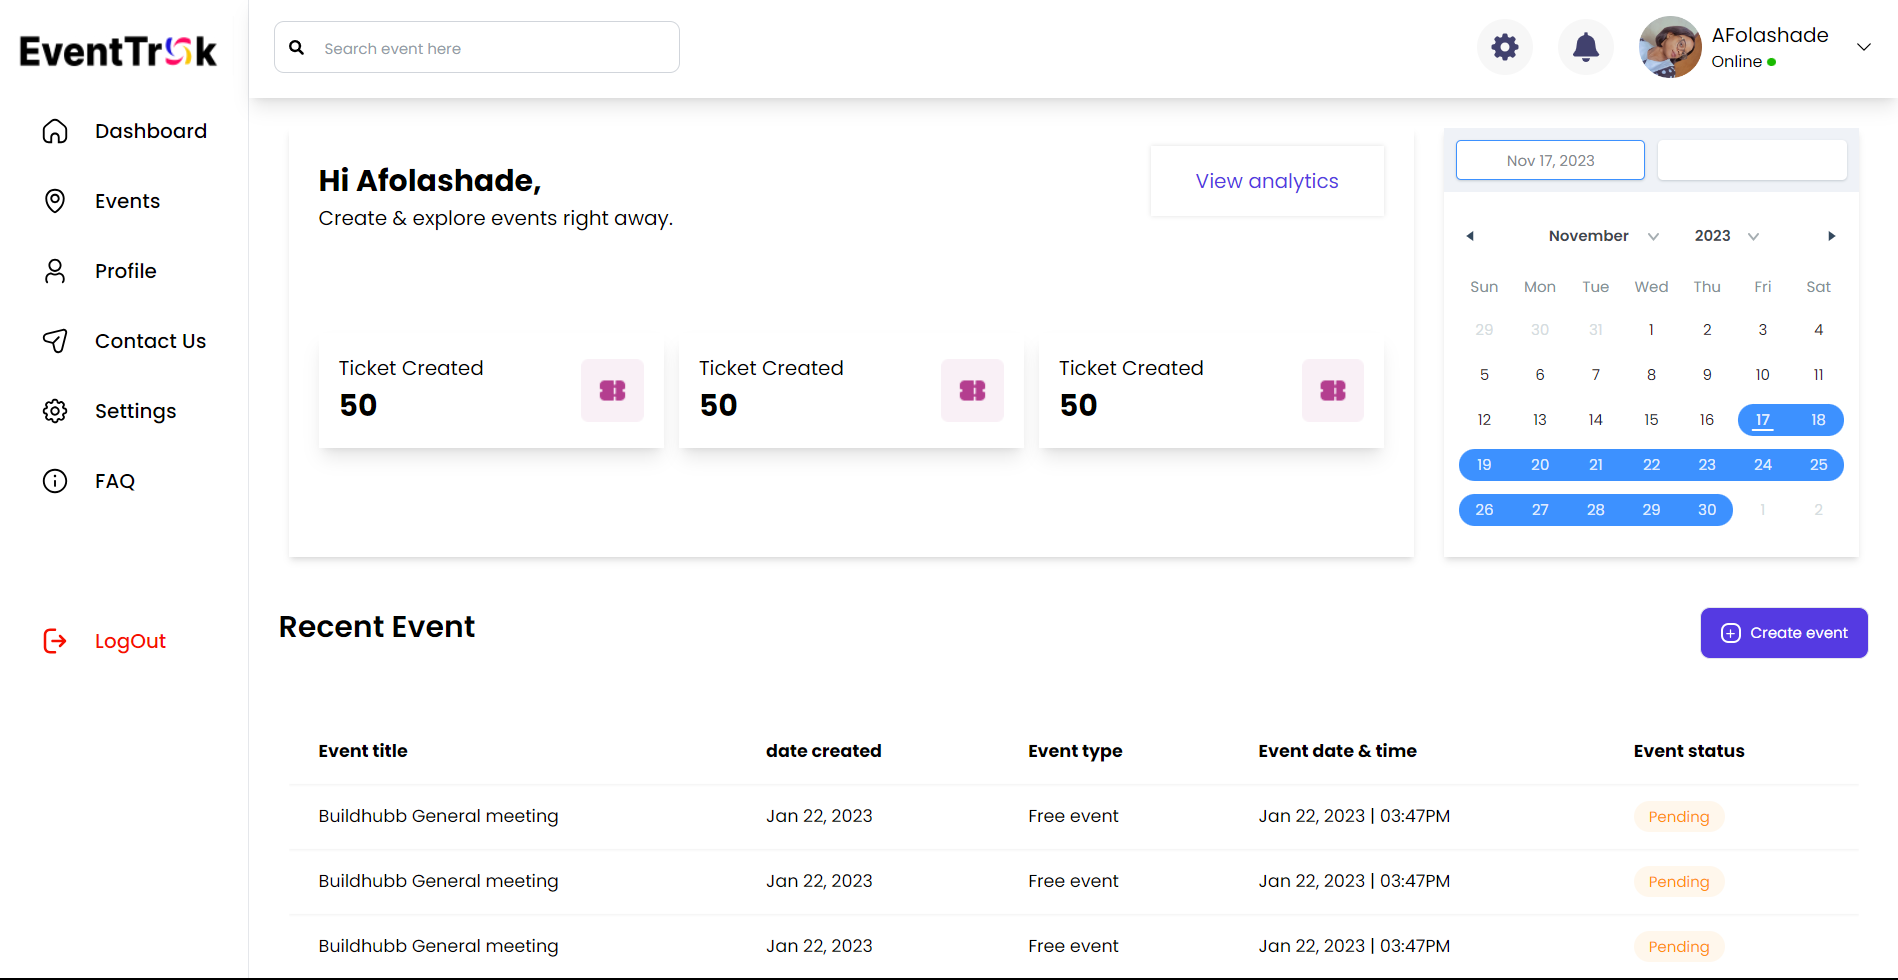 EventTrok
Search event here
AFolashade
Online
Dashboard
Events
Profile
Contact Us
Settings
FAQ
LogOut
Hi Afolashade,
Create & explore events right away.
View analytics
Ticket Created
50
Ticket Created
50
Ticket Created
50
Nov 17, 2023
November 2023
Sun Mon Tue Wed Thu Fri Sat
29 30 31 1 2 3 4
5 6 7 8 9 10 11
12 13 14 15 16 17 18
19 20 21 22 23 24 25
26 27 28 29 30 1 2
Recent Event
Create event
Event title date created Event type Event date & time Event status
Buildhubb General meeting Jan 22, 2023 Free event Jan 22, 2023 | 03:47PM Pending
Buildhubb General meeting Jan 22, 2023 Free event Jan 22, 2023 | 03:47PM Pending
Buildhubb General meeting Jan 22, 2023 Free event Jan 22, 2023 | 03:47PM Pending